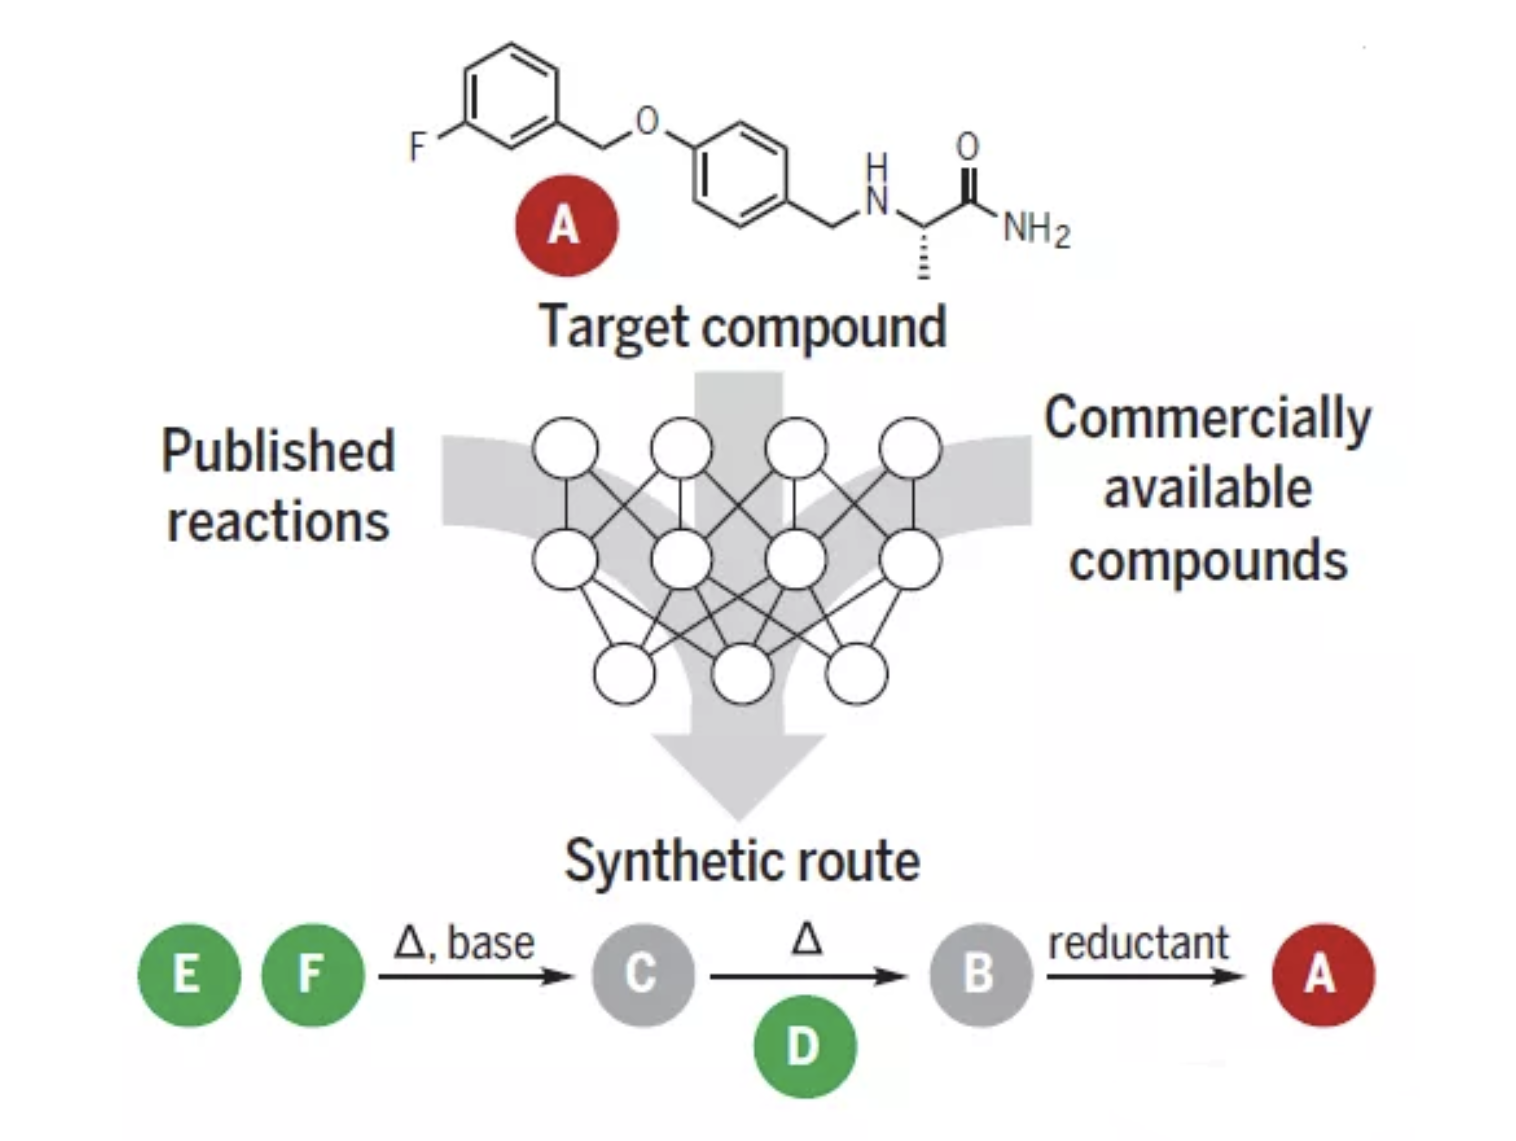 F
O
H
N
O
NH₂
A
Target compound
Published
reactions
Commercially
available
compounds
Synthetic route
E F Δ, base C Δ B reductant A
D